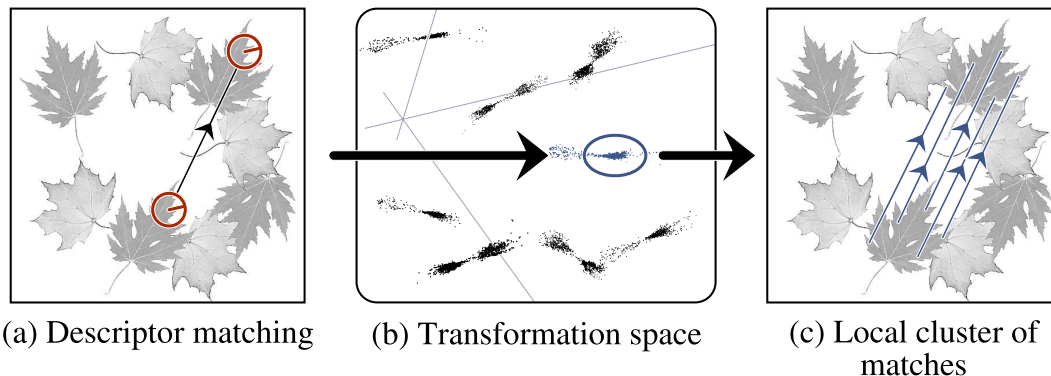 (a) Descriptor matching
(b) Transformation space
(c) Local cluster of
matches